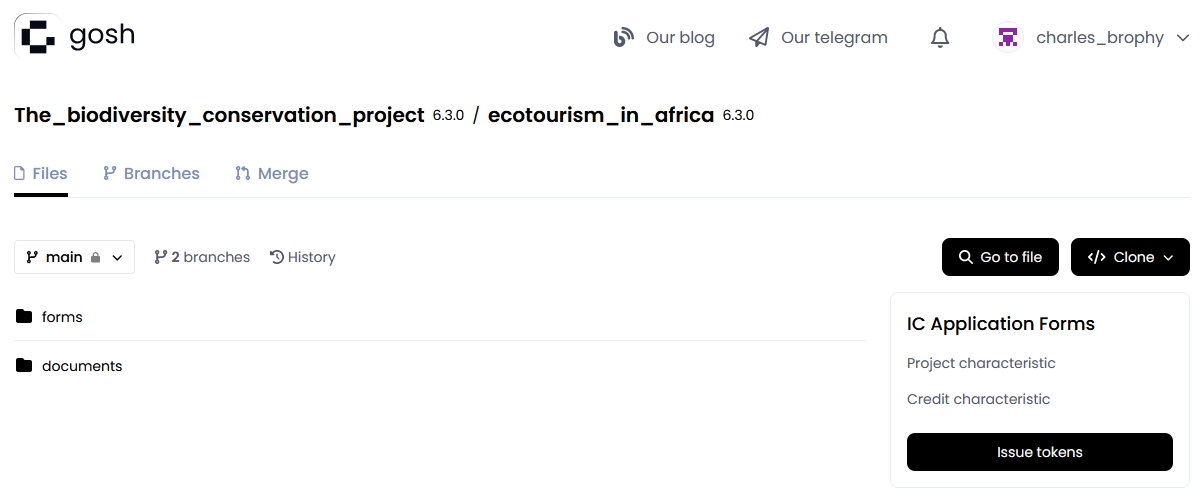 gosh
Our blog
Our telegram
charles_brophy
The_biodiversity_conservation_project 6.3.0 / ecotourism_in_africa 6.3.0
Files
Branches
Merge
main
2 branches
History
Go to file
</> Clone
forms
documents
IC Application Forms
Project characteristic
Credit characteristic
Issue tokens